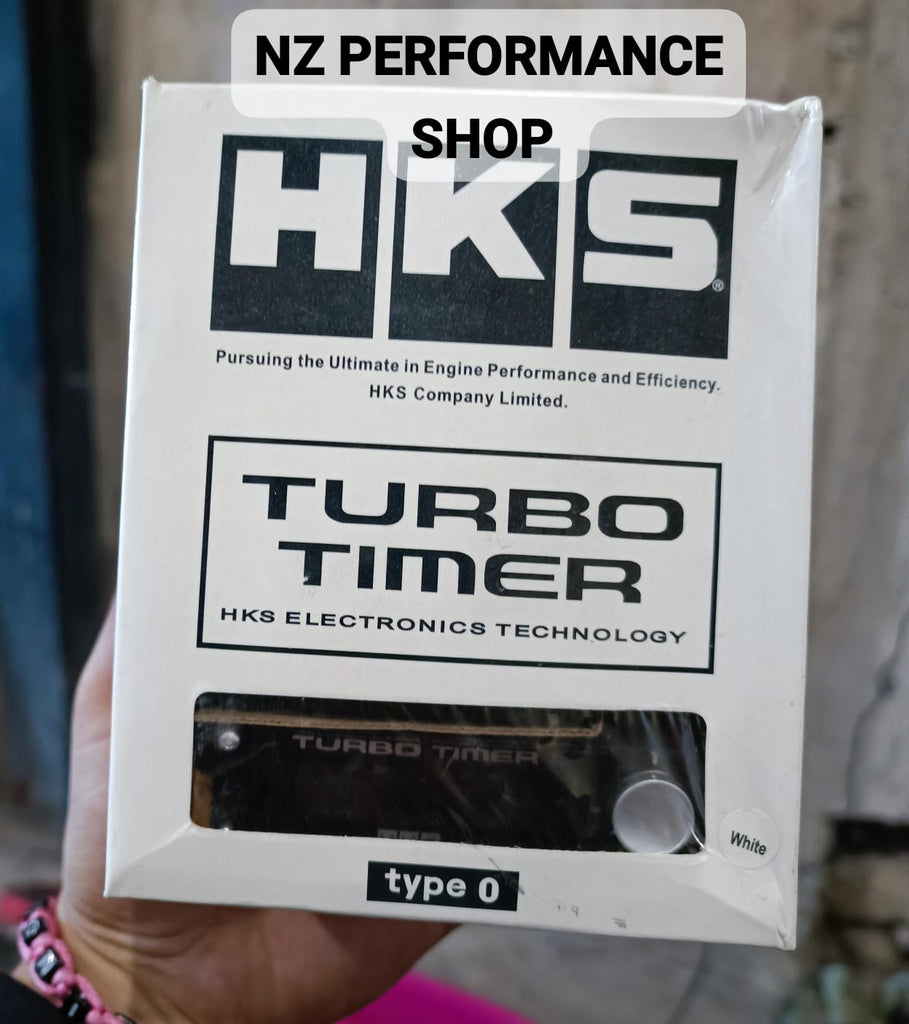 NZ PERFORMANCE
SHOP
HKS®
Pursuing the Ultimate in Engine Performance and Efficiency.
HKS Company Limited.
TURBO
TIMER
HKS ELECTRONICS TECHNOLOGY
TURBO TIMER
HKS
White
type 0